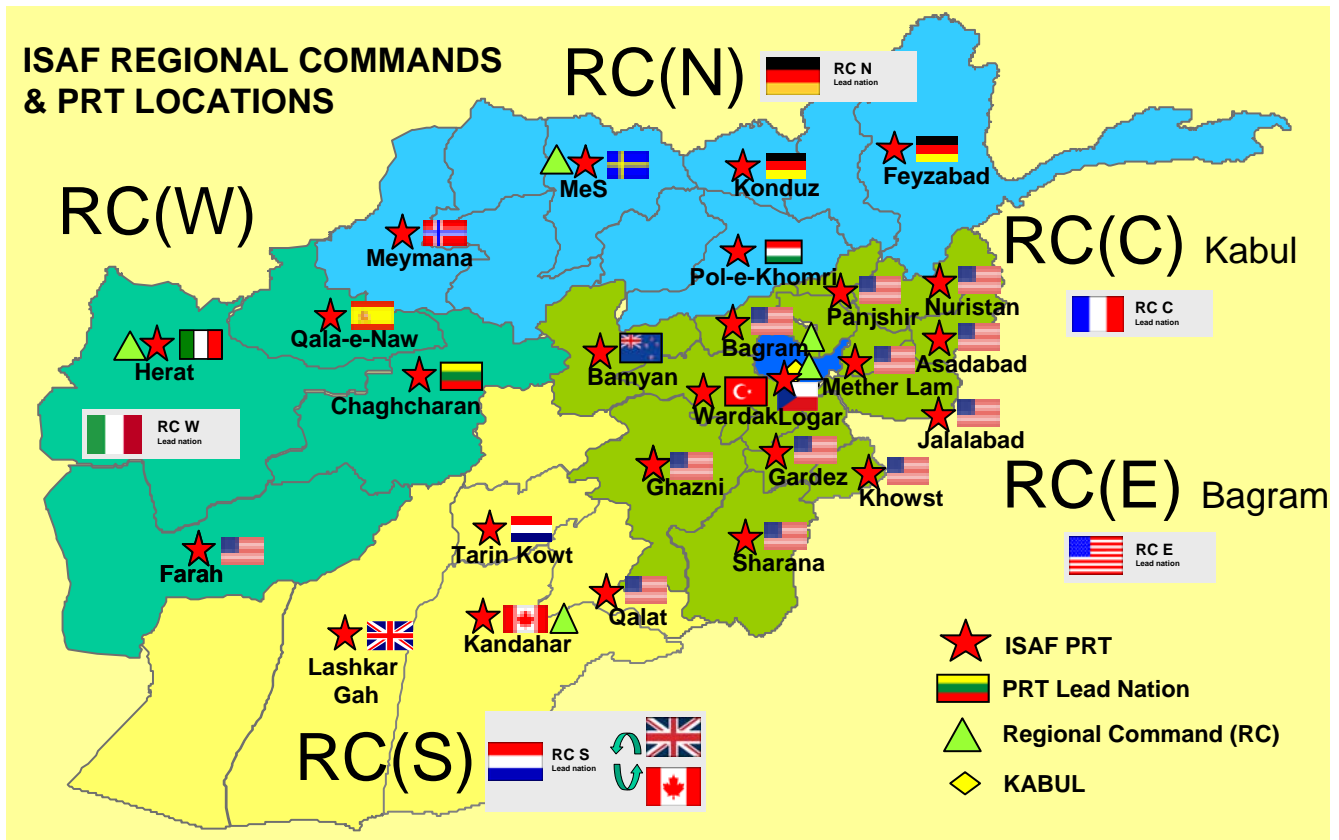 ISAF REGIONAL COMMANDS
& PRT LOCATIONS
RC(N)
RC N
Lead nation
MeS
Konduz
Feyzabad
RC(W)
Meymana
Pol-e-Khomri
RC(C) Kabul
RC C
Lead nation
Qala-e-Naw
Panjshir
Nuristan
Herat
Bagram
Asadabad
Bamyan
Mether Lam
Chaghcharan
Wardak
Logar
RC W
Lead nation
Jalalabad
Ghazni
Gardez
Khowst
RC(E) Bagram
RC E
Lead nation
Tarin Kowt
Sharana
Farah
Qalat
Kandahar
Lashkar
Gah
RC(S)
RC S
Lead nation
ISAF PRT
PRT Lead Nation
Regional Command (RC)
KABUL